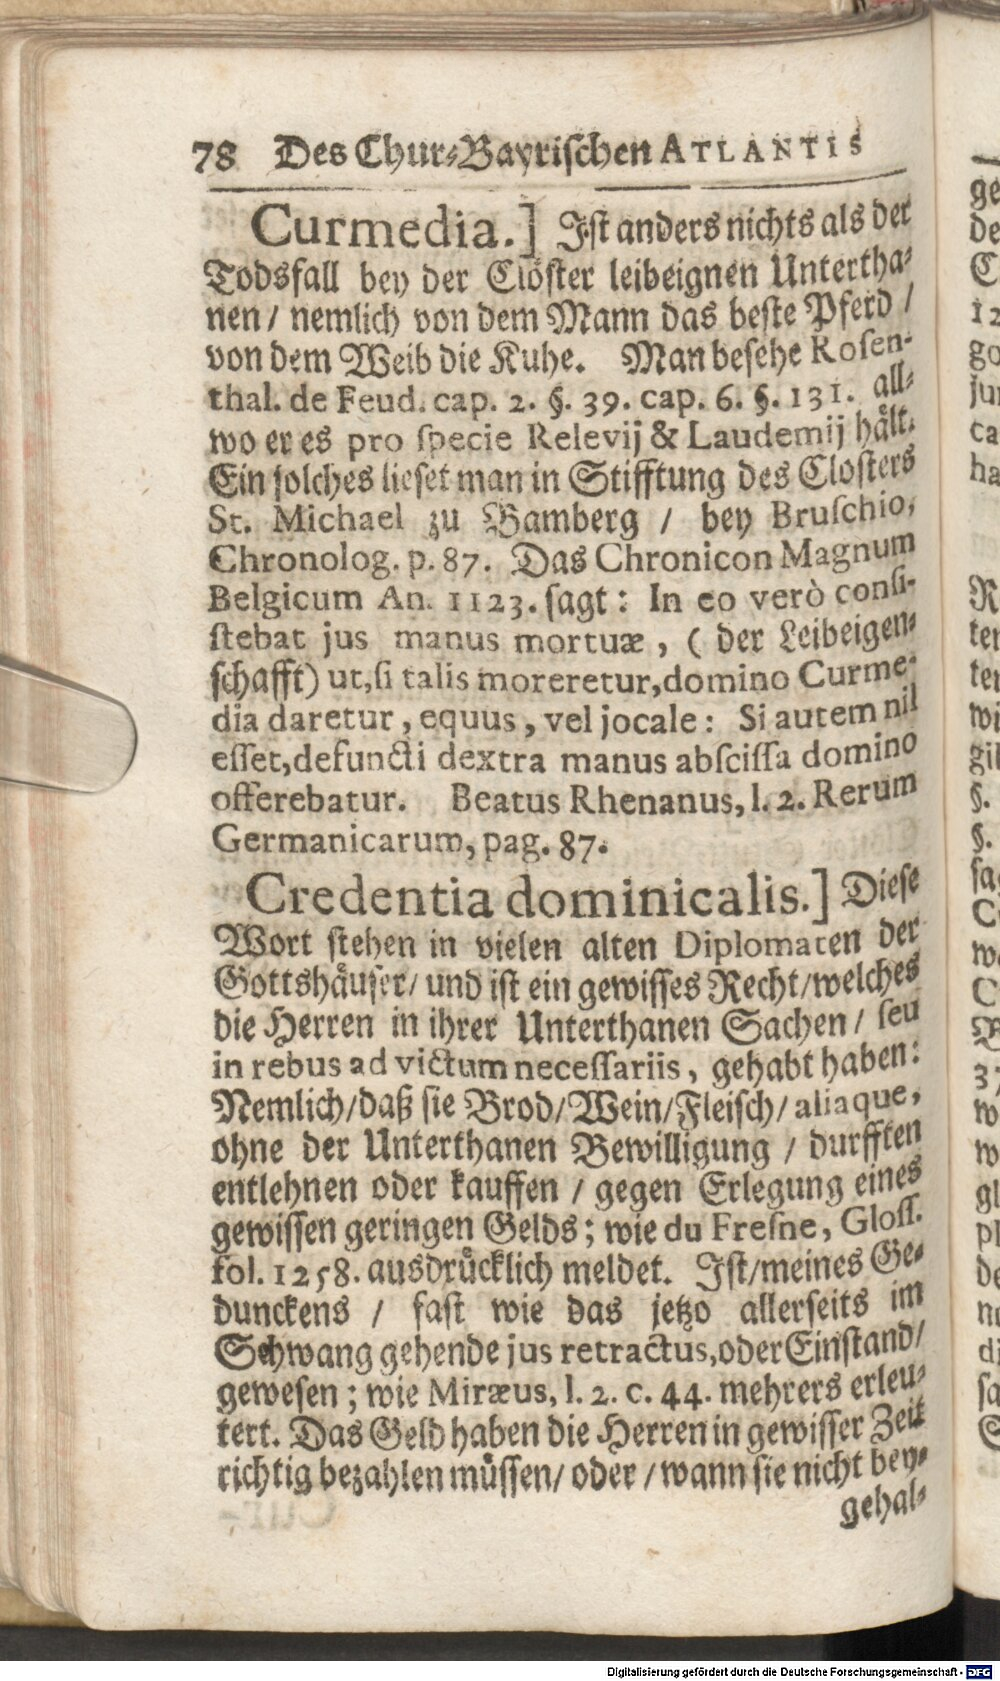 78 Des Chur-Bayrischen ATLANTIS
Curmedia.] Ist anders nichts als der
Todsfall bey der Clöster leibeignen Untertha-
nen / nemlich von dem Mann das beste Pferd /
von dem Weib die Kuhe. Man besehe Rosen-
thal. de Feud. cap. 2. §. 39. cap. 6. §. 131. all-
wo er es pro specie Relevij & Laudemij hält.
Ein solches lieset man in Stifftung des Closters
St. Michael zu Bamberg / bey Bruschio,
Chronolog. p. 87. Das Chronicon Magnum
Belgicum An. 1123. sagt: In eo verò consi-
stebat jus manus mortuæ, ( der Leibeigen-
schafft) ut, si talis moreretur, domino Curme-
dia daretur, equus, vel jocale: Si autem nil
esset, defuncti dextra manus abscissa domino
offerebatur. Beatus Rhenanus, l. 2. Rerum
Germanicarum, pag. 87.
Credentia dominicalis.] Diese
Wort stehen in vielen alten Diplomaten der
Gottshäuser / und ist ein gewisses Recht / welches
die Herren in ihrer Unterthanen Sachen / seu
in rebus ad victum necessariis, gehabt haben:
Nemlich / daß sie Brod / Wein / Fleisch / aliaque,
ohne der Unterthanen Bewilligung / durfften
entlehnen oder kauffen / gegen Erlegung eines
gewissen geringen Gelds; wie du Fresne, Gloss.
fol. 1258. ausdrücklich meldet. Ist / meines Ge-
dunckens / fast wie das jetzo allerseits im
Schwang gehende jus retractus, oder Einstand /
gewesen; wie Miræus, l. 2. c. 44. mehrers erleu-
tert. Das Geld haben die Herren in gewisser Zeit
richtig bezahlen müssen / oder / wann sie nicht bey-
gehal-
Digitalisierung gefördert durch die Deutsche Forschungsgemeinschaft - DFG